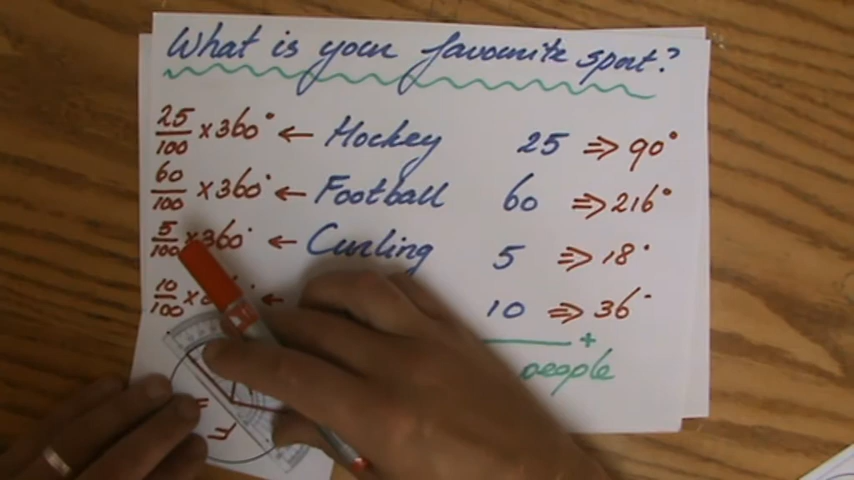 What is your favourite sport?
25/100 × 360° ← Hockey 25 ⇒ 90°
60/100 × 360° ← Football 60 ⇒ 216°
5/100 × 360° ← Curling 5 ⇒ 18°
10/100 × ← 10 ⇒ 36°
+
people
F